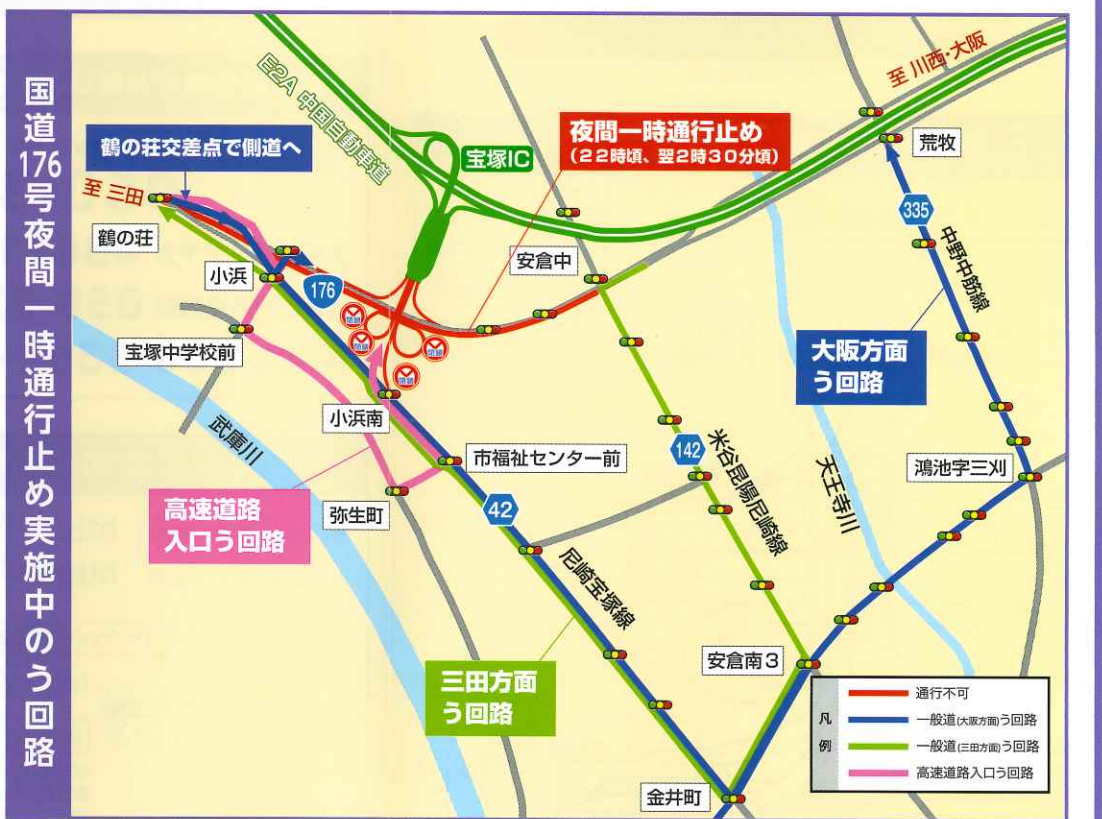 国道176号夜間一時通行止め実施中のう回路
至 川西・大阪
E2A 中国自動車道
夜間一時通行止め
(22時頃、翌2時30分頃)
鶴の荘交差点で側道へ
宝塚IC
荒牧
至 三田
335
鶴の荘
中野中筋線
安倉中
小浜
176
閉鎖
閉鎖
閉鎖
閉鎖
宝塚中学校前
大阪方面
う回路
小浜南
武庫川
米谷昆陽尼崎線
142
市福祉センター前
天王寺川
鴻池字三刈
高速道路
入口う回路
弥生町
42
尼崎宝塚線
安倉南3
三田方面
う回路
凡例
通行不可
一般道(大阪方面)う回路
一般道(三田方面)う回路
高速道路入口う回路
金井町